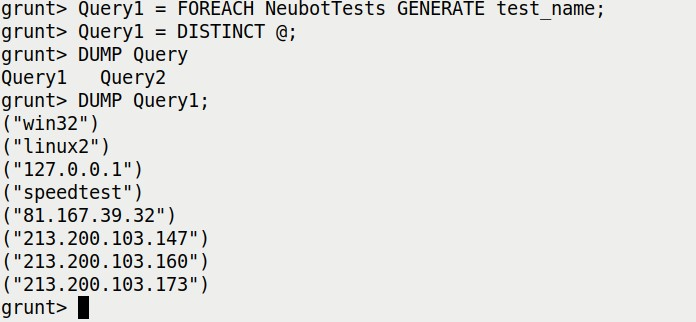 grunt> Query1 = FOREACH NeubotTests GENERATE test_name;
grunt> Query1 = DISTINCT @;
grunt> DUMP Query
Query1   Query2
grunt> DUMP Query1;
("win32")
("linux2")
("127.0.0.1")
("speedtest")
("81.167.39.32")
("213.200.103.147")
("213.200.103.160")
("213.200.103.173")
grunt>